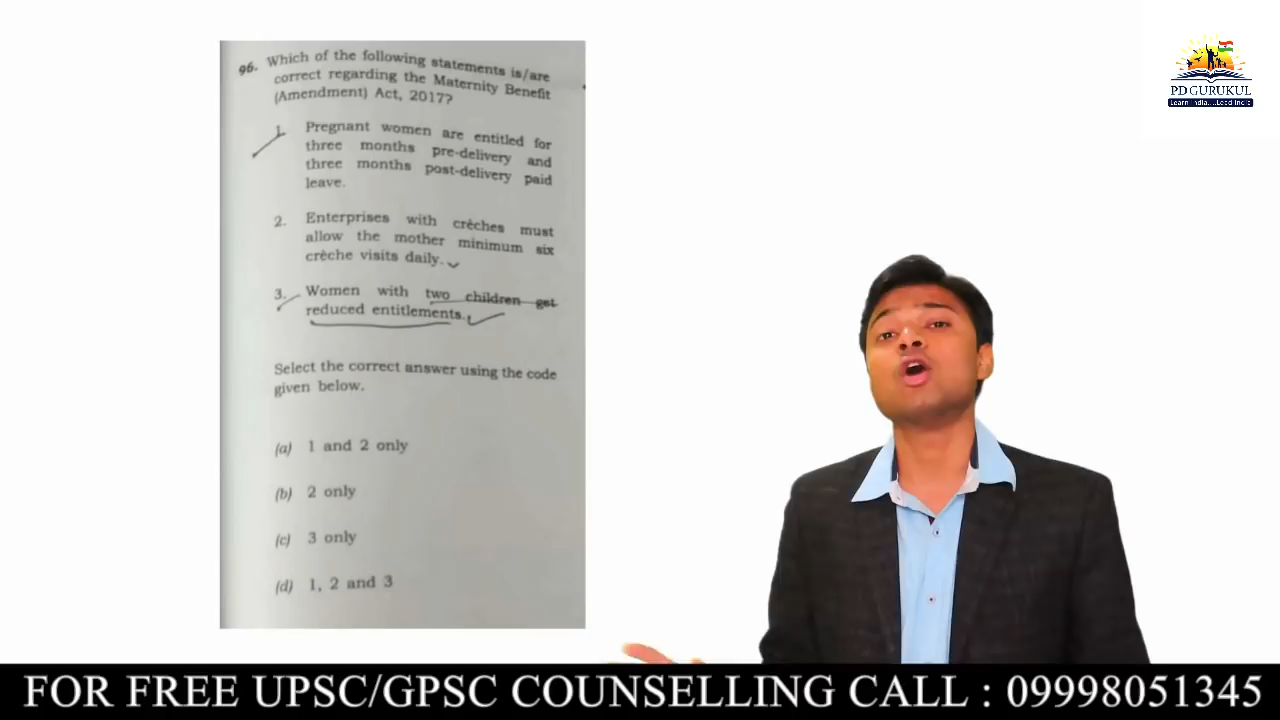 PD GURUKUL
Learn India....Lead India
96. Which of the following statements is/are
correct regarding the Maternity Benefit
(Amendment) Act, 2017?
1. Pregnant women are entitled for
three months pre-delivery and
three months post-delivery paid
leave.
2. Enterprises with crèches must
allow the mother minimum six
crèche visits daily.
3. Women with two children get
reduced entitlements.
Select the correct answer using the code
given below.
(a) 1 and 2 only
(b) 2 only
(c) 3 only
(d) 1, 2 and 3
FOR FREE UPSC/GPSC COUNSELLING CALL : 09998051345